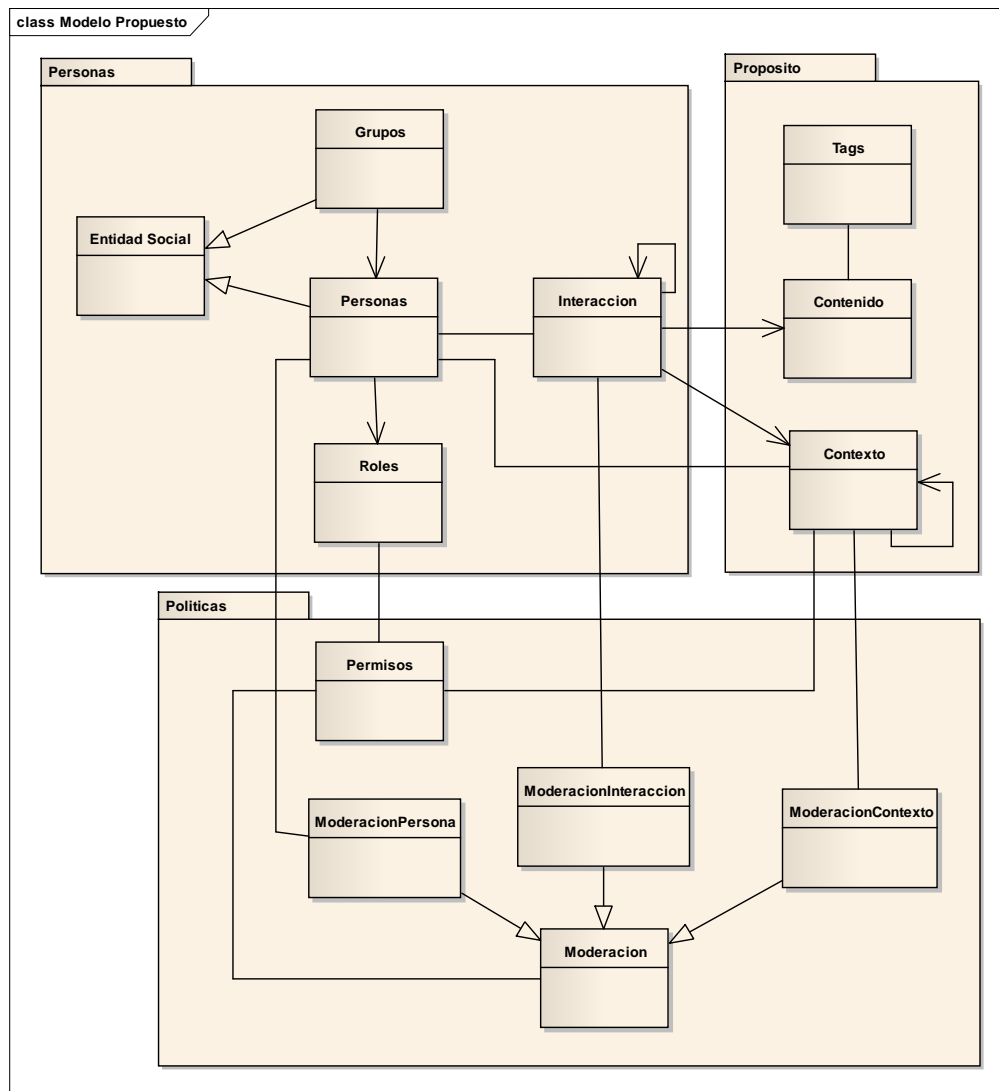 class Modelo Propuesto
Personas
Proposito
Grupos
Tags
Entidad Social
Personas
Interaccion
Contenido
Roles
Contexto
Politicas
Permisos
ModeracionInteraccion
ModeracionPersona
ModeracionContexto
Moderacion